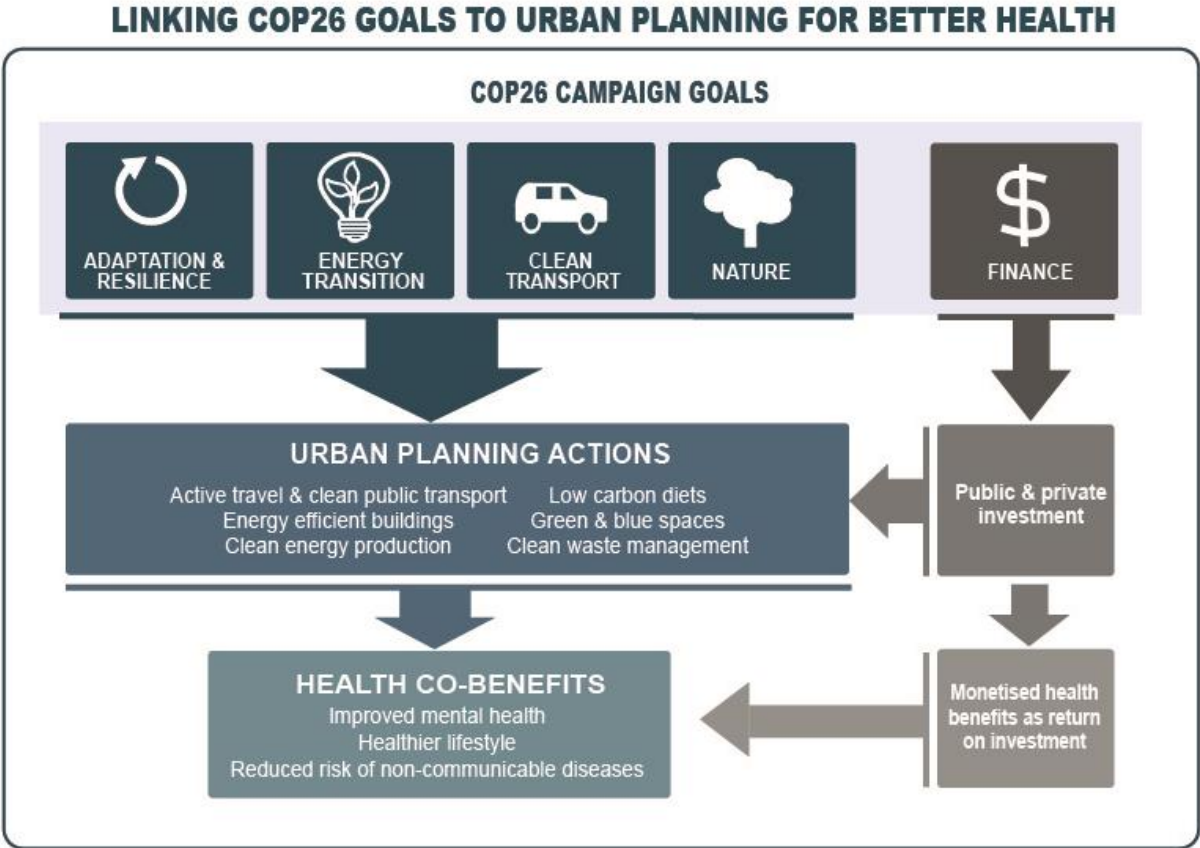 LINKING COP26 GOALS TO URBAN PLANNING FOR BETTER HEALTH
COP26 CAMPAIGN GOALS
ADAPTATION &
RESILIENCE
ENERGY
TRANSITION
CLEAN
TRANSPORT
NATURE
$
FINANCE
URBAN PLANNING ACTIONS
Active travel & clean public transport
Energy efficient buildings
Clean energy production
Low carbon diets
Green & blue spaces
Clean waste management
Public & private
investment
HEALTH CO-BENEFITS
Improved mental health
Healthier lifestyle
Reduced risk of non-communicable diseases
Monetised health
benefits as return
on investment